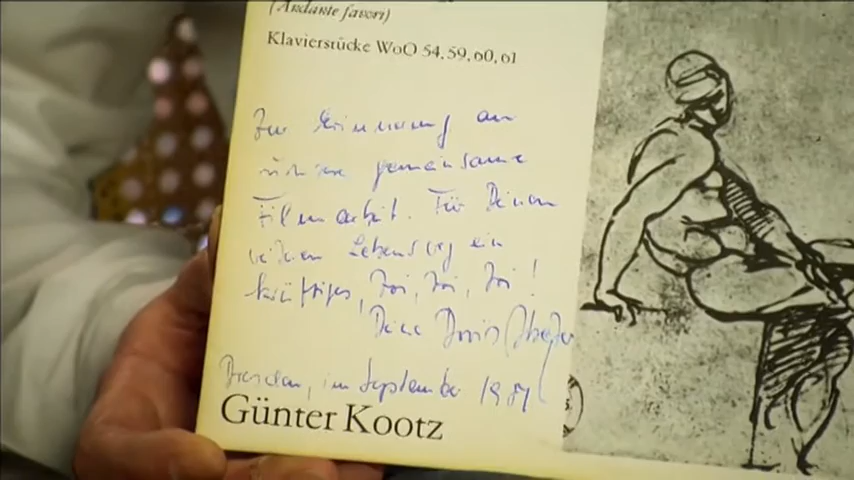 (Andante favori)
Klavierstücke WoO 54, 59, 60, 61
Zur Erinnerung an
unsere gemeinsame
Filmarbeit. Für Deinen
weiteren Lebensweg ein
kräftiges, Toi, Toi, Toi!
Deine Doris
Dresden, im September 1981
Günter Kootz